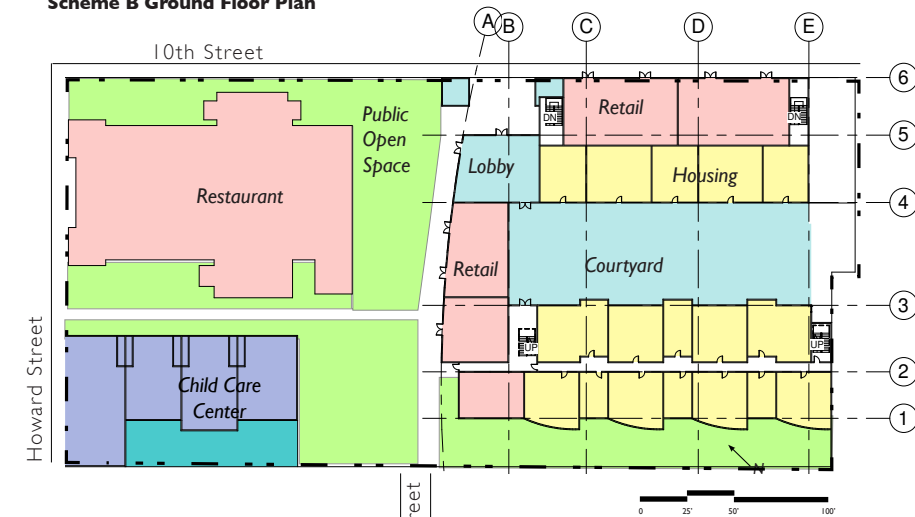 Scheme B Ground Floor Plan
10th Street
A
B
C
D
E
6
5
4
3
2
1
Public
Open
Space
Retail
DN
DN
Lobby
Housing
Restaurant
Retail
Courtyard
UP
UP
Child Care
Center
Howard Street
reet
N
0
25'
50'
100'